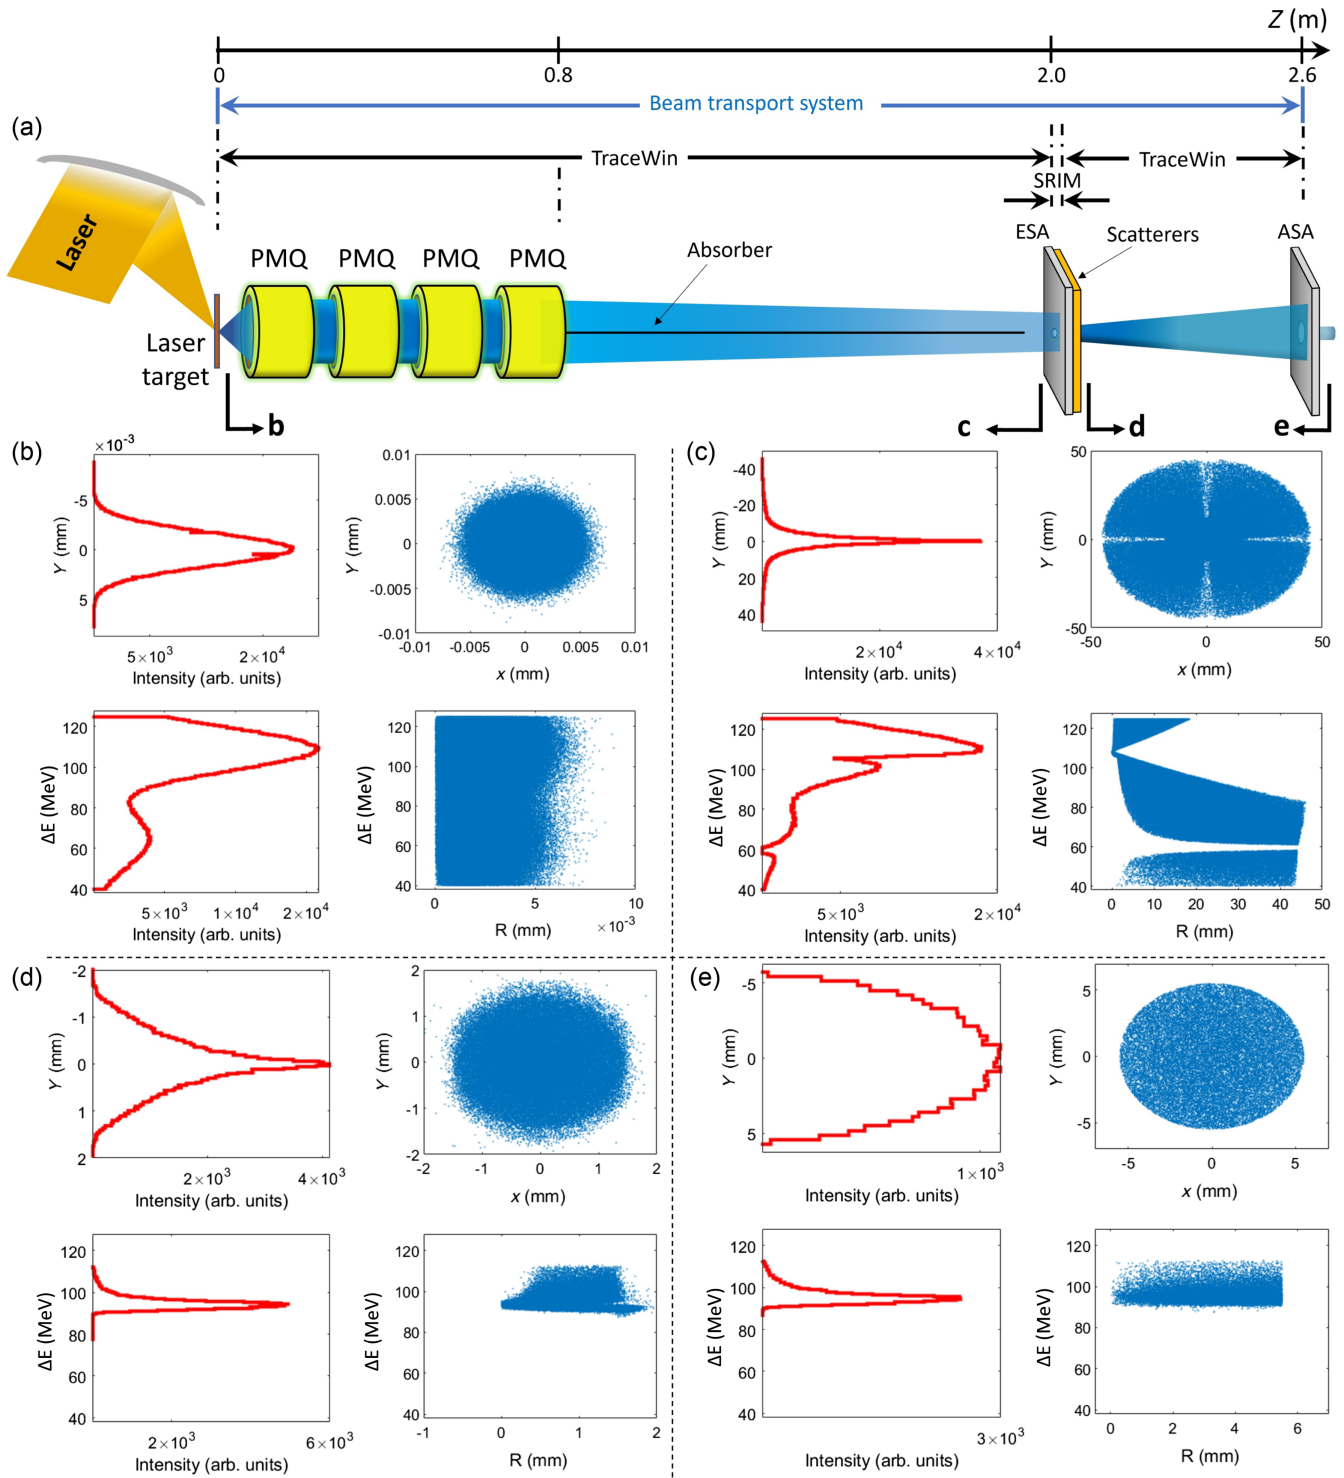 Z (m)
0 0.8 2.0 2.6
Beam transport system
(a)
TraceWin TraceWin
SRIM
Laser
PMQ PMQ PMQ PMQ
Absorber
ESA
Scatterers
ASA
Laser
target
b c d e
(b)
×10⁻³
-5
0
5
Y (mm)
5×10³ 2×10⁴
Intensity (arb. units)
0.01
0.005
0
-0.005
-0.01
Y (mm)
-0.01 -0.005 0 0.005 0.01
x (mm)
120
100
80
60
40
ΔE (MeV)
5×10³ 1×10⁴ 2×10⁴
Intensity (arb. units)
120
100
80
60
40
ΔE (MeV)
0 5 10
R (mm) ×10⁻³
(c)
-40
-20
0
20
40
Y (mm)
2×10⁴ 4×10⁴
Intensity (arb. units)
50
0
-50
Y (mm)
-50 0 50
x (mm)
120
100
80
60
40
ΔE (MeV)
5×10³ 2×10⁴
Intensity (arb. units)
120
100
80
60
40
ΔE (MeV)
0 10 20 30 40 50
R (mm)
(d)
-2
-1
0
1
2
Y (mm)
2×10³ 4×10³
Intensity (arb. units)
2
1
0
-1
-2
Y (mm)
-2 -1 0 1 2
x (mm)
120
100
80
60
40
ΔE (MeV)
2×10³ 6×10³
Intensity (arb. units)
120
100
80
60
40
ΔE (MeV)
-1 0 1 2
R (mm)
(e)
-5
0
5
Y (mm)
1×10³
Intensity (arb. units)
5
0
-5
Y (mm)
-5 0 5
x (mm)
120
100
80
60
40
ΔE (MeV)
3×10³
Intensity (arb. units)
120
100
80
60
40
ΔE (MeV)
0 2 4 6
R (mm)